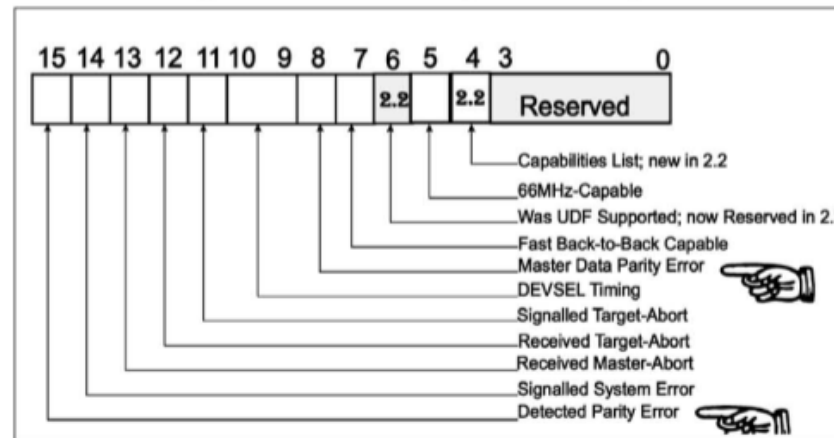 15 14 13 12 11 10 9 8 7 6 5 4 3 0
2.2 2.2 Reserved
Capabilities List; new in 2.2
66MHz-Capable
Was UDF Supported; now Reserved in 2.
Fast Back-to-Back Capable
Master Data Parity Error
DEVSEL Timing
Signalled Target-Abort
Received Target-Abort
Received Master-Abort
Signalled System Error
Detected Parity Error